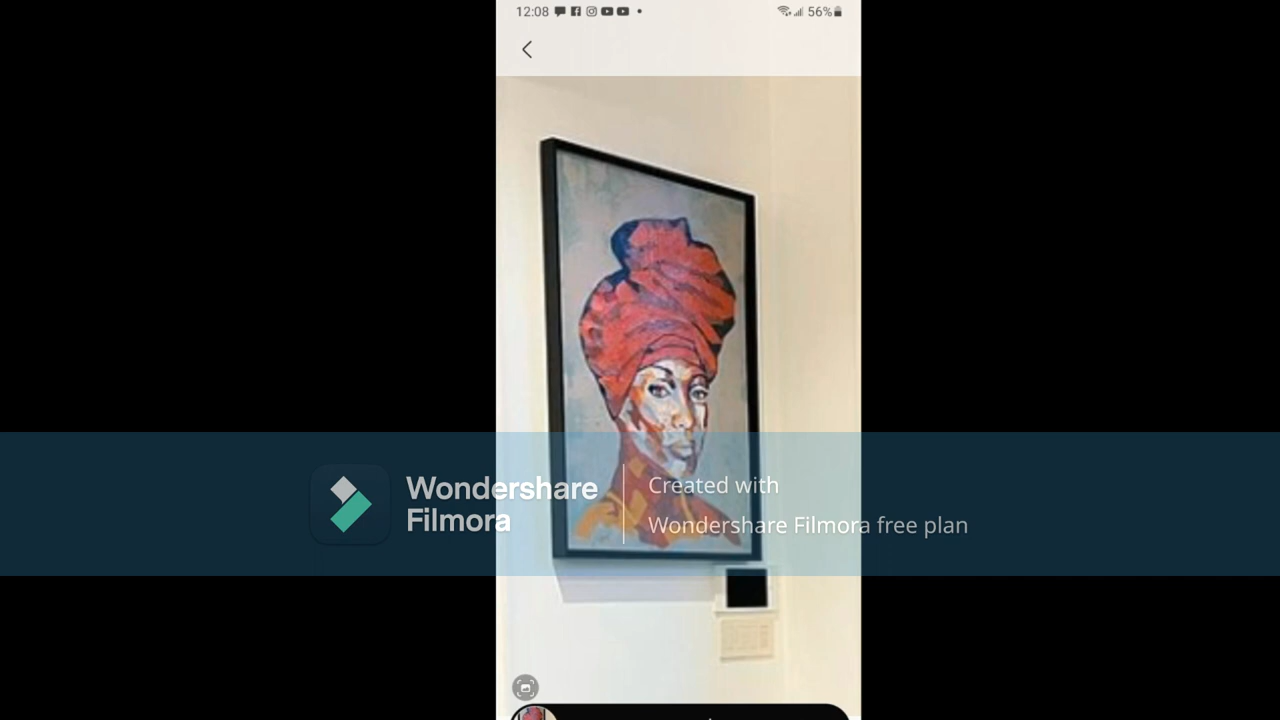 12:08
56%
Wondershare
Filmora
Created with
Wondershare Filmora free plan